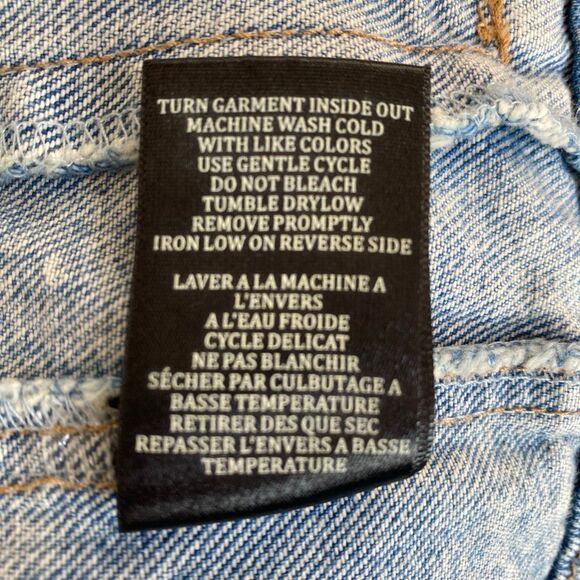 TURN GARMENT INSIDE OUT
MACHINE WASH COLD
WITH LIKE COLORS
USE GENTLE CYCLE
DO NOT BLEACH
TUMBLE DRYLOW
REMOVE PROMPTLY
IRON LOW ON REVERSE SIDE
LAVER A LA MACHINE A
L'ENVERS
A L'EAU FROIDE
CYCLE DELICAT
NE PAS BLANCHIR
SÉCHER PAR CULBUTAGE A
BASSE TEMPERATURE
RETIRER DES QUE SEC
REPASSER L'ENVERS A BASSE
TEMPERATURE